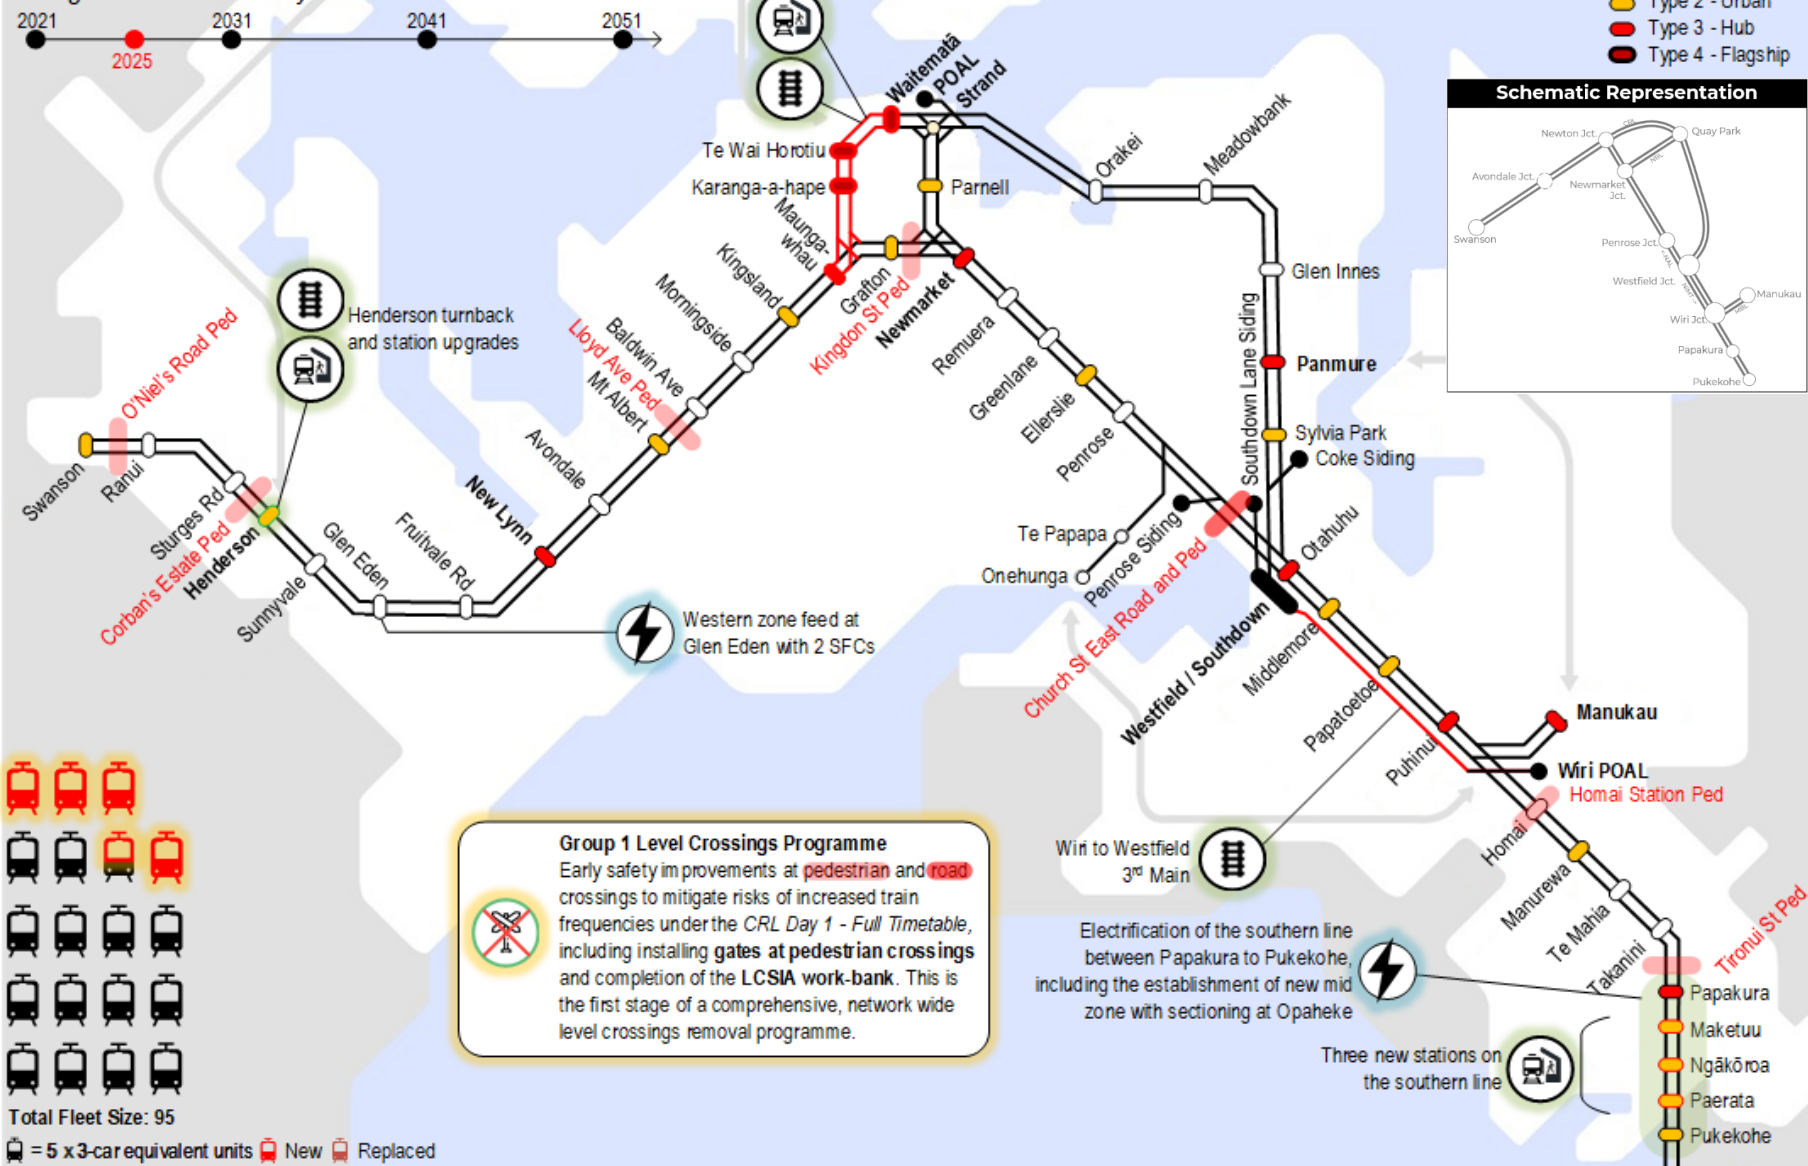 2021
2031
2041
2051
2025
Type 2 - Urban
Type 3 - Hub
Type 4 - Flagship
Schematic Representation
Newton Jct.
CRL
Quay Park
Avondale Jct.
NBL
Newmarket
Jct.
Swanson
Penrose Jct.
Westfield Jct.
Manukau
Wiri Jct.
Papakura
Pukekohe
Waitematā
POAL
Strand
Te Wai Horotiu
Karanga-a-hape
Maunga-
whau
Parnell
Orakei
Meadowbank
Glen Innes
Panmure
Sylvia Park
Coke Siding
Southdown Lane Siding
Kingsland
Morningside
Baldwin Ave
Lloyd Ave Ped
Mt Albert
Avondale
New Lynn
Fruitvale Rd
Glen Eden
Sunnyvale
Henderson
Corban's Estate Ped
Sturges Rd
Ranui
Swanson
O'Niel's Road Ped
Henderson turnback
and station upgrades
Grafton
Kingdon St Ped
Newmarket
Remuera
Greenlane
Ellerslie
Penrose
Te Papapa
Onehunga
Penrose Siding
Church St East Road and Ped
Westfield / Southdown
Otahuhu
Middlemore
Papatoetoe
Puhinui
Manukau
Wiri POAL
Homai Station Ped
Homai
Manurewa
Te Mahia
Takanini
Tironui St Ped
Papakura
Maketuu
Ngākōroa
Paerata
Pukekohe
Western zone feed at
Glen Eden with 2 SFCs
Wiri to Westfield
3rd Main
Electrification of the southern line
between Papakura to Pukekohe,
including the establishment of new mid
zone with sectioning at Opaheke
Three new stations on
the southern line
Group 1 Level Crossings Programme
Early safety improvements at pedestrian and road
crossings to mitigate risks of increased train
frequencies under the CRL Day 1 - Full Timetable,
including installing gates at pedestrian crossings
and completion of the LCSIA work-bank. This is
the first stage of a comprehensive, network wide
level crossings removal programme.
Total Fleet Size: 95
= 5 x 3-car equivalent units New Replaced